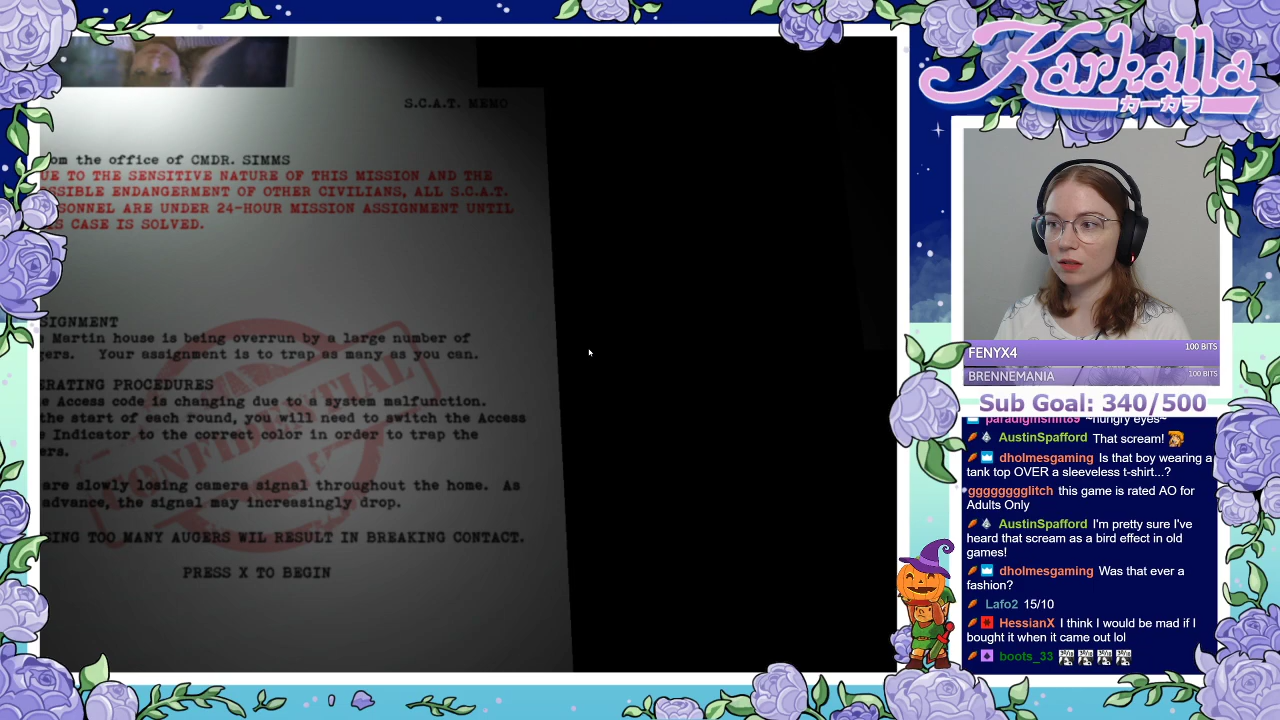 S.C.A.T. MEMO
om the office of CMDR. SIMMS
UE TO THE SENSITIVE NATURE OF THIS MISSION AND THE
SSIBLE ENDANGERMENT OF OTHER CIVILIANS, ALL S.C.A.T.
SONNEL ARE UNDER 24-HOUR MISSION ASSIGNMENT UNTIL
IS CASE IS SOLVED.
SIGNMENT
e Martin house is being overrun by a large number of
gers. Your assignment is to trap as many as you can.
ERATING PROCEDURES
e Access code is changing due to a system malfunction.
the start of each round, you will need to switch the Access
e Indicator to the correct color in order to trap the
ers.
are slowly losing camera signal throughout the home. As
advance, the signal may increasingly drop.
SING TOO MANY AUGERS WIL RESULT IN BREAKING CONTACT.
PRESS X TO BEGIN
CONFIDENTIAL
Karkalla
カーカラ
FENYX4 100 BITS
BRENNEMANIA 100 BITS
Sub Goal: 340/500
paradigmshift89 ~hungry eyes~
AustinSpafford That scream!
dholmesgaming Is that boy wearing a
tank top OVER a sleeveless t-shirt...?
ggggggglitch this game is rated AO for
Adults Only
AustinSpafford I'm pretty sure I've
heard that scream as a bird effect in old
games!
dholmesgaming Was that ever a
fashion?
Lafo2 15/10
HessianX I think I would be mad if I
bought it when it came out lol
boots_33